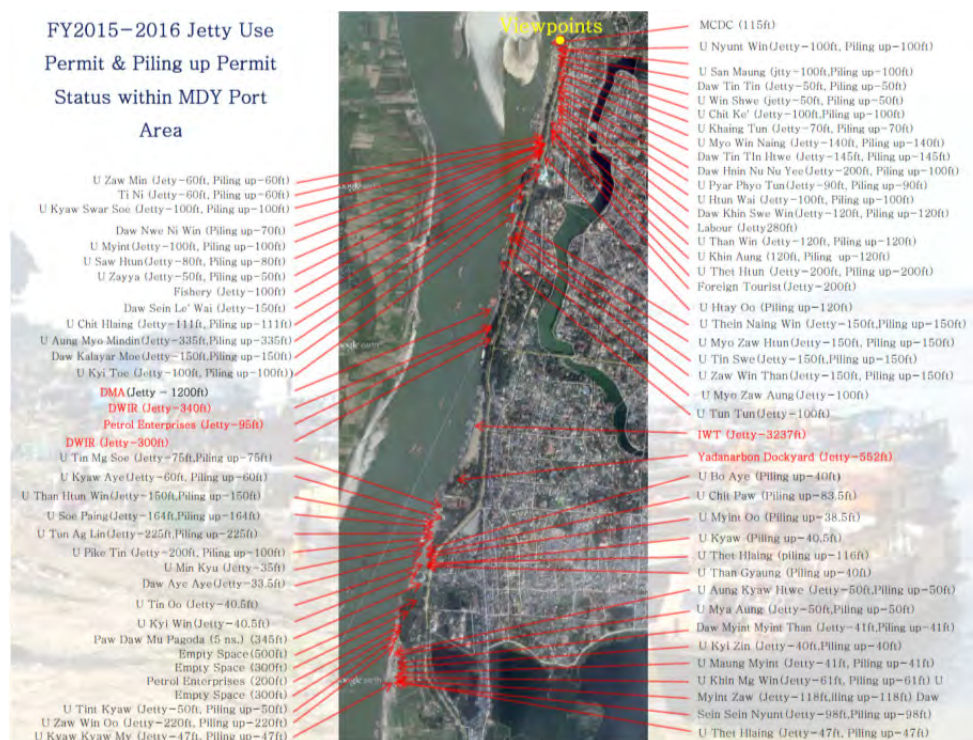 FY2015-2016 Jetty Use
Permit & Piling up Permit
Status within MDY Port
Area
Viewpoints
U Zaw Min (Jety-60ft, Piling up-60ft)
Ti Ni (Jetty-60ft, Piling up-60ft)
U Kyaw Swar Soe (Jetty-100ft, Piling up-100ft)
Daw Nwe Ni Win (Piling up-70ft)
U Myint(Jetty-100ft, Piling up-100ft)
U Saw Htun(Jetty-80ft, Piling up-80ft)
U Zayya (Jetty-50ft, Piling up-50ft)
Fishery (Jetty-100ft)
Daw Sein Le' Wai (Jetty-150ft)
U Chit Hlaing (Jetty-111ft, Piling up-111ft)
U Aung Myo Mindin(Jetty-335ft,Piling up-335ft)
Daw Kalayar Moe(Jetty-150ft,Piling up-150ft)
U Kyi Toe (Jetty-100ft, Piling up-100ft))
DMA(Jetty - 1200ft)
DWIR (Jetty-340ft)
Petrol Enterprises (Jetty-95ft)
DWIR (Jetty-300ft)
U Tin Mg Soe (Jetty-75ft,Piling up-75ft)
U Kyaw Aye(Jetty-60ft, Piling up-60ft)
U Than Htun Win(Jetty-150ft,Piling up-150ft)
U Soe Paing(Jetty-164ft,Piling up-164ft)
U Tun Ag Lin(Jetty-225ft,Piling up-225ft)
U Pike Tin (Jetty-200ft, Piling up-100ft)
U Min Kyu (Jetty-35ft)
Daw Aye Aye(Jetty-33.5ft)
U Tin Oo (Jetty-40.5ft)
U Kyi Win(Jetty-40.5ft)
Paw Daw Mu Pagoda (5 ns.) (345ft)
Empty Space(500ft)
Empty Space (300ft)
Petrol Enterprises (200ft)
Empty Space (300ft)
U Tint Kyaw (Jetty-50ft, Piling up-50ft)
U Zaw Win Oo (Jetty-220ft, Piling up-220ft)
U Kyaw Kyaw My (Jetty-47ft, Piling up-47ft)
MCDC (115ft)
U Nyunt Win(Jetty-100ft, Piling up-100ft)
U San Maung (jtty-100ft,Piling up-100ft)
Daw Tin Tin (Jetty-50ft, Piling up-50ft)
U Win Shwe (jetty-50ft, Piling up-50ft)
U Chit Ke' (Jetty-100ft,Piling up-100ft)
U Khaing Tun (Jetty-70ft, Piling up-70ft)
U Myo Win Naing (Jetty-140ft, Piling up-140ft)
Daw Tin TIn Htwe (Jetty-145ft, Piling up-145ft)
Daw Hnin Nu Nu Yee(Jetty-200ft, Piling up-100ft)
U Pyar Phyo Tun(Jetty-90ft, Piling up-90ft)
U Htun Wai (Jetty-100ft, Piling up-100ft)
Daw Khin Swe Win(Jetty-120ft, Piling up-120ft)
Labour (Jetty280ft)
U Than Win (Jetty-120ft, Piling up-120ft)
U Khin Aung (120ft, Piling up-120ft)
U Thet Htun (Jetty-200ft, Piling up-200ft)
Foreign Tourist(Jetty-200ft)
U Htay Oo (Piling up-120ft)
U Thein Naing Win (Jetty-150ft,Piling up-150ft)
U Myo Zaw Htun(Jetty-150ft, Piling up-150ft)
U Tin Swe(Jetty-150ft,Piling up-150ft)
U Zaw Win Than(Jetty-150ft, Piling up-150ft)
U Myo Zaw Aung(Jetty-100ft)
U Tun Tun(Jetty-100ft)
IWT (Jetty-3237ft)
Yadanarbon Dockyard (Jetty-552ft)
U Bo Aye (Piling up-40ft)
U Chit Paw (Piling up-83.5ft)
U Myint Oo (Piling up-38.5ft)
U Kyaw (Piling up-40.5ft)
U Thet Hlaing (piling up-116ft)
U Than Gyaung (Piling up-40ft)
U Aung Kyaw Hiwe (Jetty-50ft,Piling up-50ft)
U Mya Aung (Jetty-50ft,Piling up-50ft)
Daw Myint Myint Than (Jetty-41ft,Piling up-41ft)
U Kyi Zin (Jetty-40ft,Piling up-40ft)
U Maung Myint (Jetty-41ft, Piling up-41ft)
U Khin Mg Win(Jetty-61ft, Piling up-61ft) U
Myint Zaw (Jetty-118ft,lling up-118ft) Daw
Sein Sein Nyunt(Jetty-98ft,Piling up-98ft)
U Thet Hlaing (Jetty-47ft, Piling up-47ft)